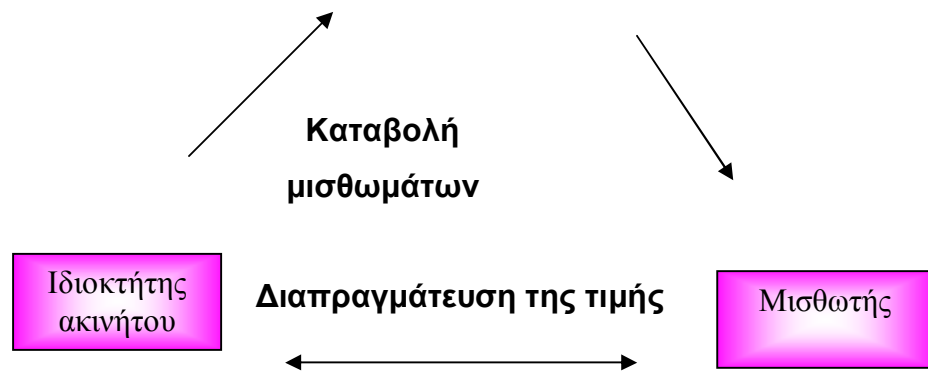 Καταβολή
μισθωμάτων
Ιδιοκτήτης
ακινήτου
Διαπραγμάτευση της τιμής
Μισθωτής